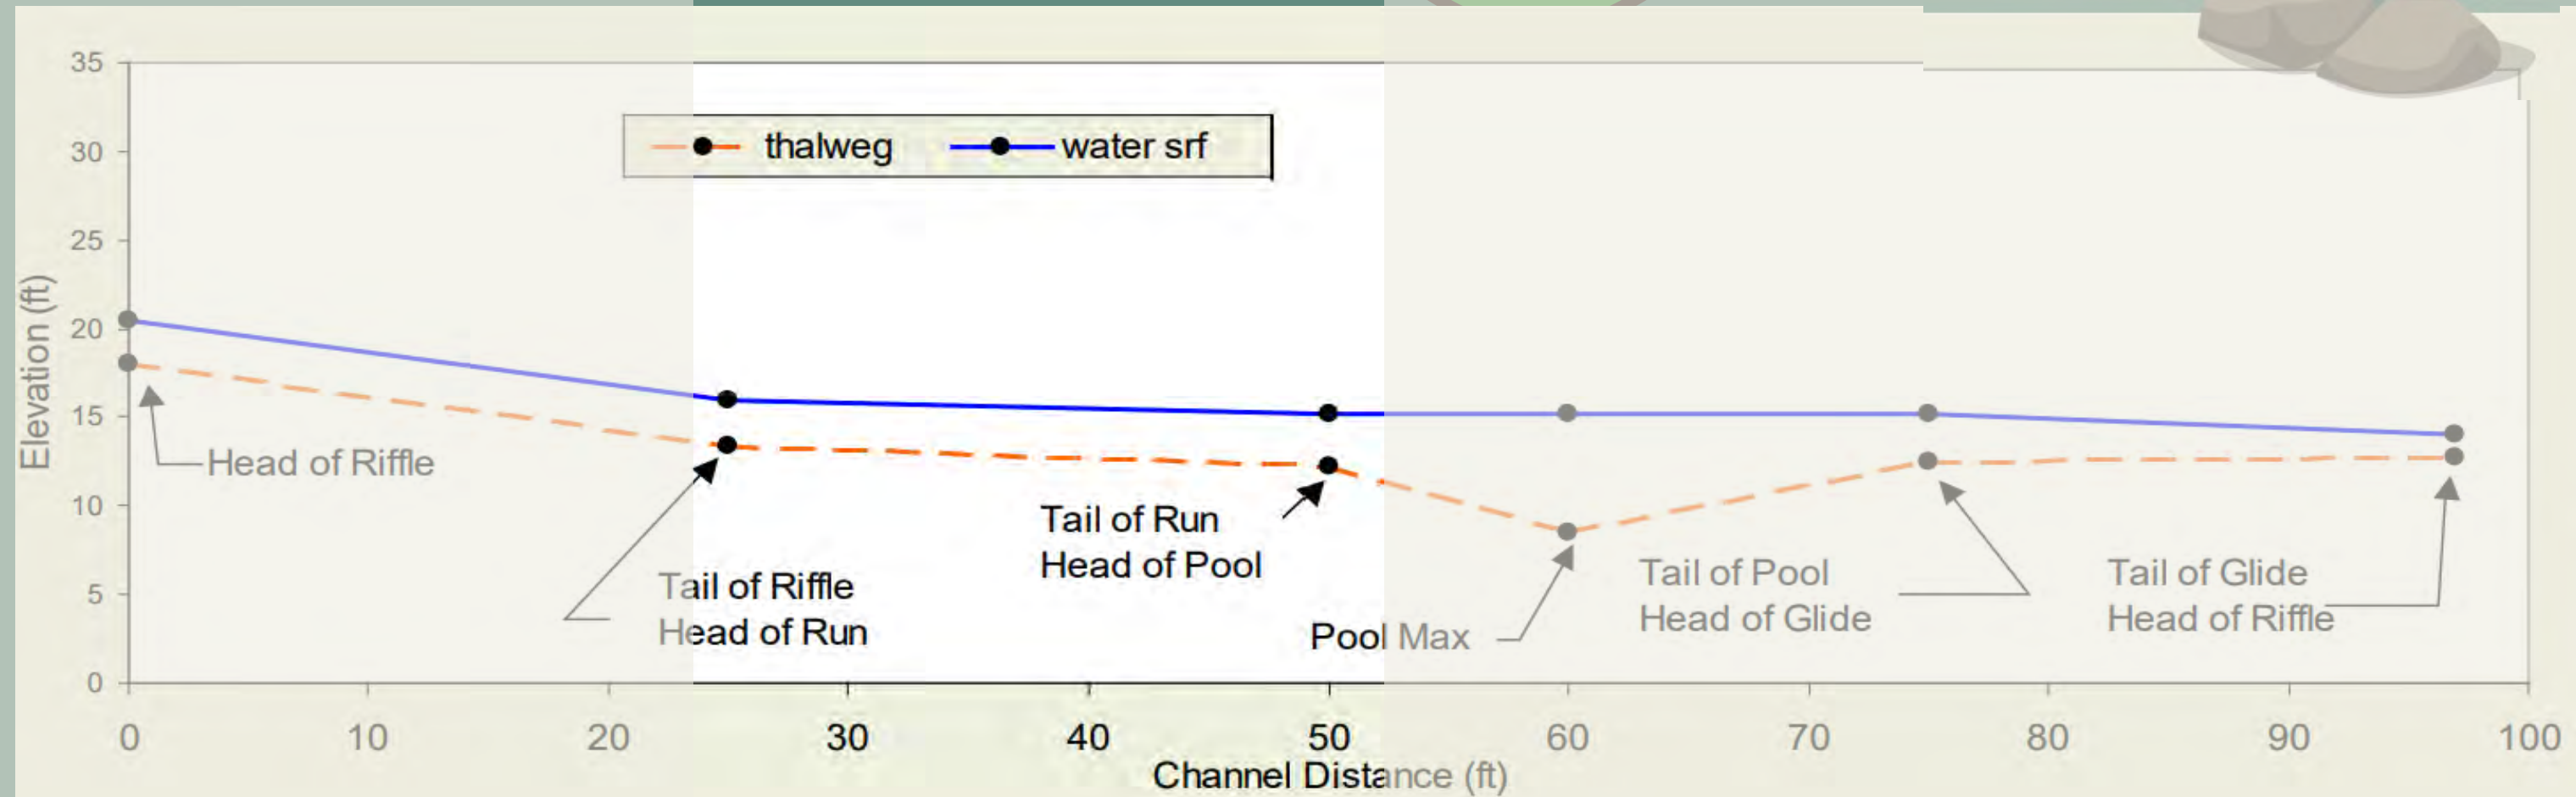 35
30
25
20
15
10
5
0
Elevation (ft)
thalweg water srf
Head of Riffle
Tail of Riffle
Head of Run
Tail of Run
Head of Pool
Pool Max
Tail of Pool
Head of Glide
Tail of Glide
Head of Riffle
0 10 20 30 40 50 60 70 80 90 100
Channel Distance (ft)